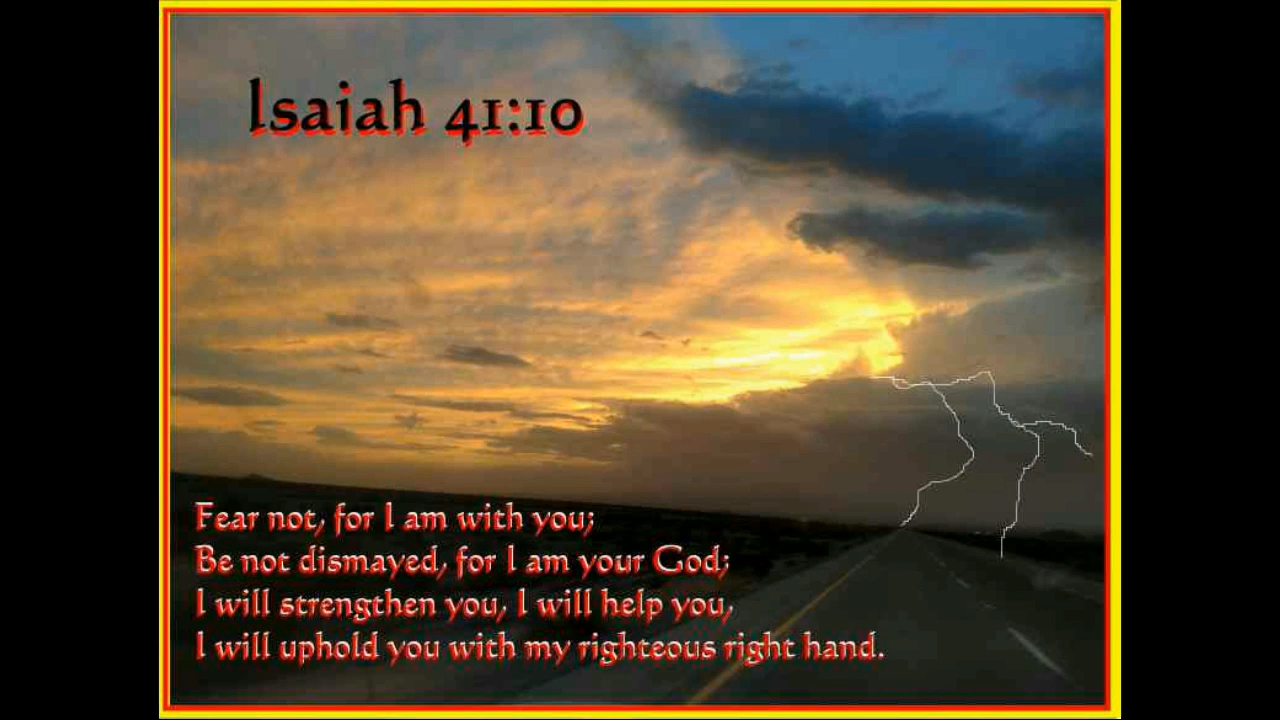 Isaiah 41:10
Fear not, for I am with you;
Be not dismayed, for I am your God;
I will strengthen you, I will help you,
I will uphold you with my righteous right hand.